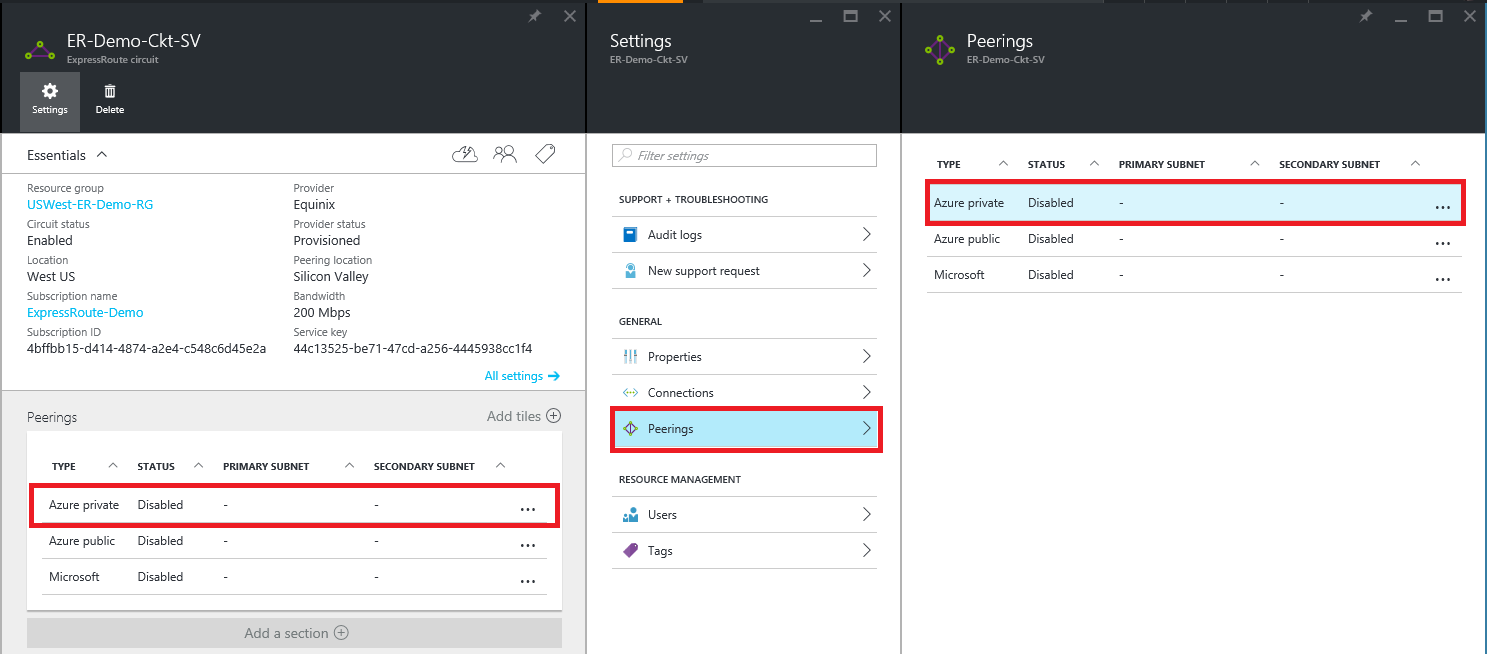 ER-Demo-Ckt-SV
ExpressRoute circuit
Settings
Delete
Essentials
Resource group
USWest-ER-Demo-RG
Circuit status
Enabled
Location
West US
Subscription name
ExpressRoute-Demo
Subscription ID
4bffbb15-d414-4874-a2e4-c548c6d45e2a
Provider
Equinix
Provider status
Provisioned
Peering location
Silicon Valley
Bandwidth
200 Mbps
Service key
44c13525-be71-47cd-a256-4445938cc1f4
All settings
Peerings
Add tiles
TYPE STATUS PRIMARY SUBNET SECONDARY SUBNET
Azure private Disabled - - ...
Azure public Disabled - - ...
Microsoft Disabled - - ...
Add a section
Settings
ER-Demo-Ckt-SV
Filter settings
SUPPORT + TROUBLESHOOTING
Audit logs
New support request
GENERAL
Properties
Connections
Peerings
RESOURCE MANAGEMENT
Users
Tags
Peerings
ER-Demo-Ckt-SV
TYPE STATUS PRIMARY SUBNET SECONDARY SUBNET
Azure private Disabled - - ...
Azure public Disabled - - ...
Microsoft Disabled - - ...